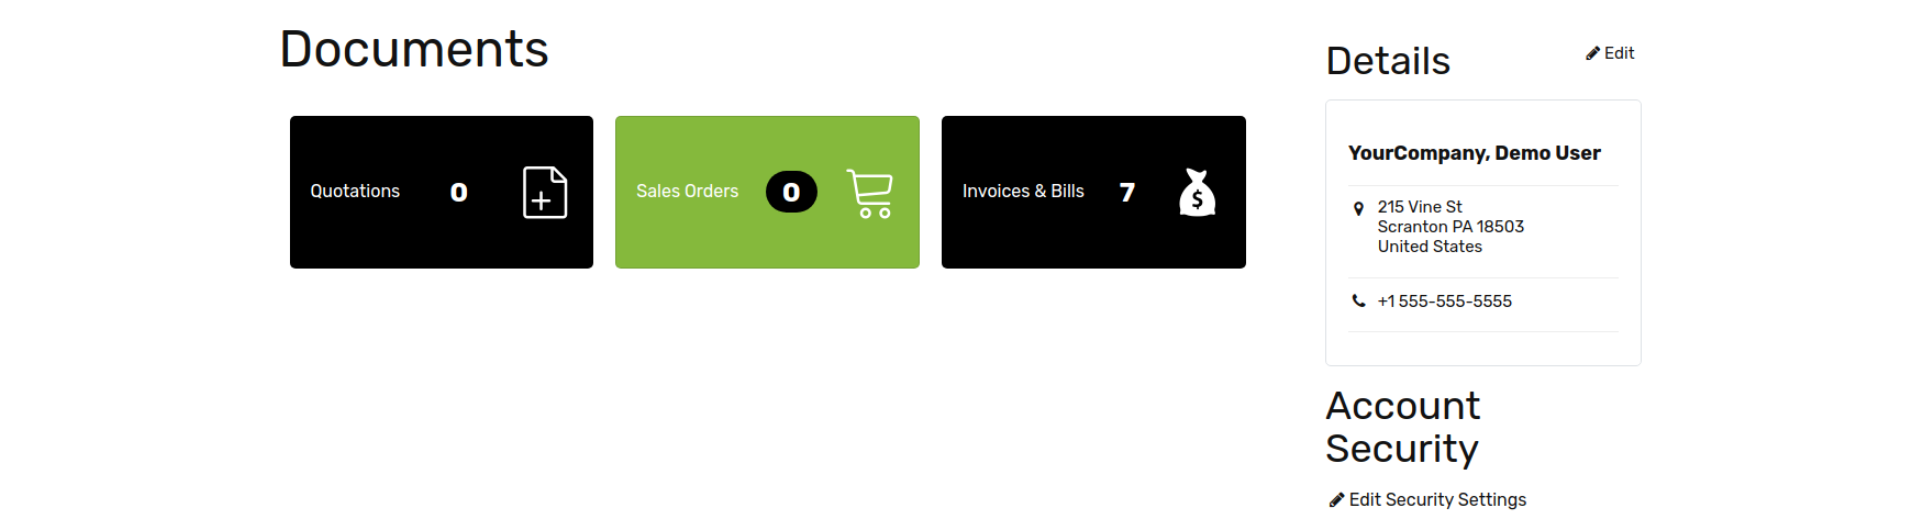 Documents
Quotations 0
Sales Orders 0
Invoices & Bills 7
$
Details
Edit
YourCompany, Demo User
215 Vine St
Scranton PA 18503
United States
+1 555-555-5555
Account
Security
Edit Security Settings